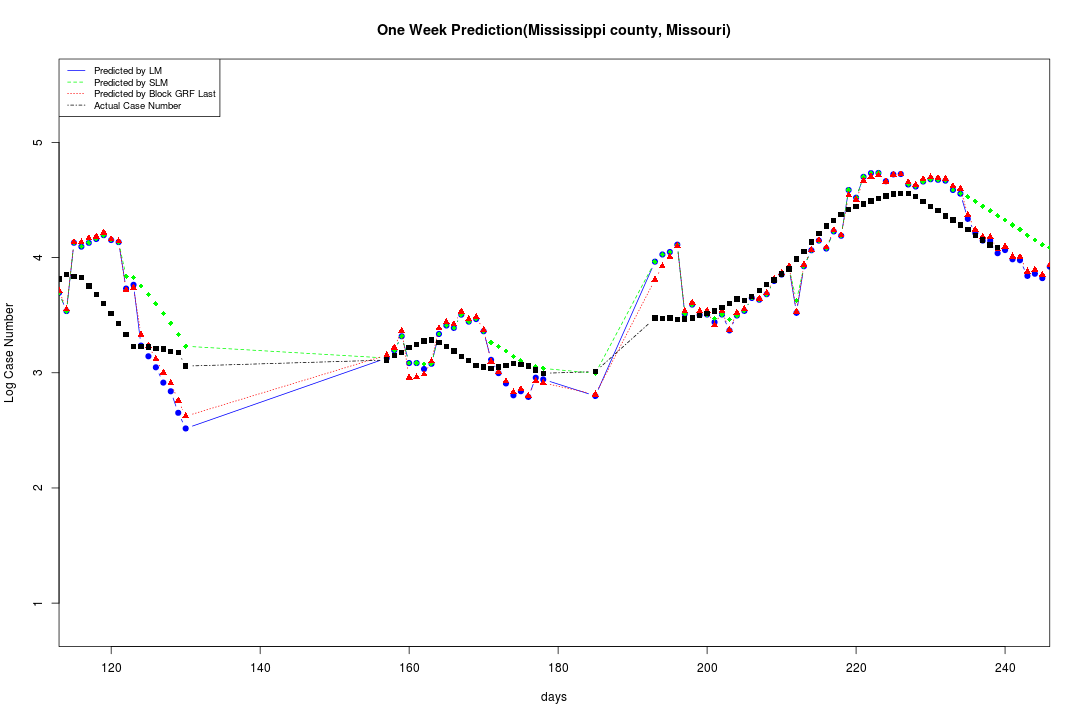 One Week Prediction(Mississippi county, Missouri)
Predicted by LM
Predicted by SLM
Predicted by Block GRF Last
Actual Case Number
5
4
3
2
1
Log Case Number
120 140 160 180 200 220 240
days